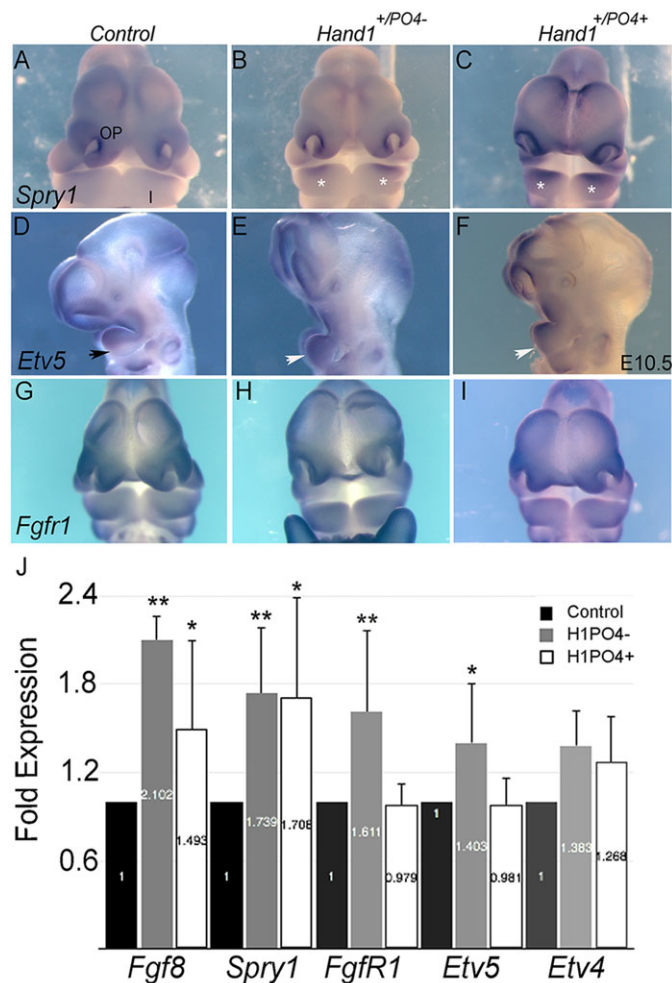 Control Hand1+/PO4- Hand1+/PO4+
A B C
OP
* * * *
Spry1 I
D E F
Etv5 E10.5
G H I
Fgfr1
J
2.4
1.8
1.2
0.6
Fold Expression
** * ** * ** *
Control
H1PO4-
H1PO4+
1 2.102 1.493 1 1.739 1.708 1 1.611 0.979 1 1.403 0.981 1 1.383 1.268
Fgf8 Spry1 FgfR1 Etv5 Etv4